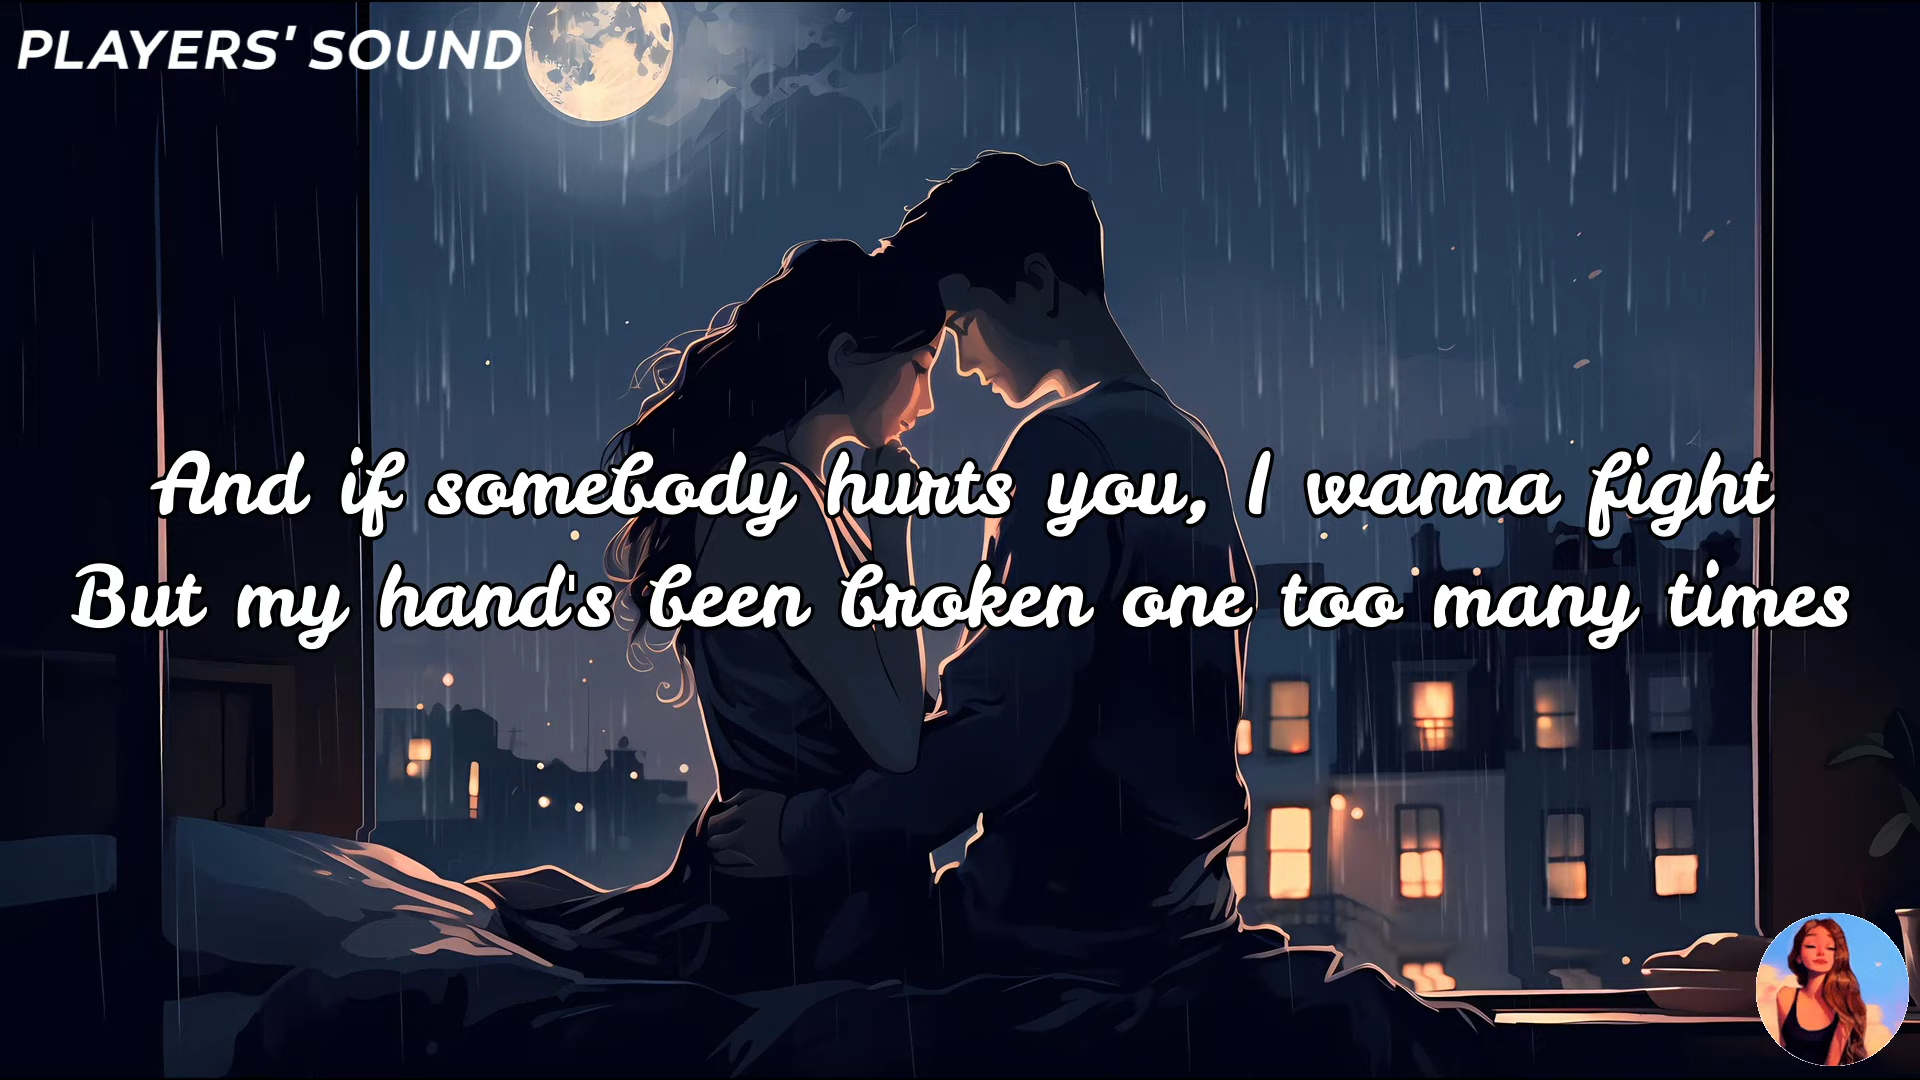 PLAYERS' SOUND
And if somebody hurts you, I wanna fight
But my hand's been broken one too many times